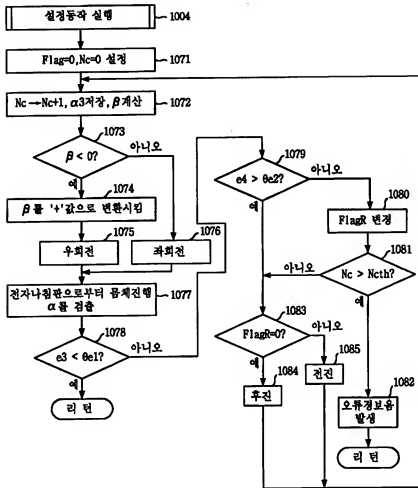 설정동작 실행
1004
Flag=0,Nc=0 설정
1071
Nc→Nc+1, α3저장, β계산
1072
1073
β < 0?
아니오
예
1074
β를 '+'값으로 변환시킴
1075
우회전
1076
좌회전
전자나침판으로부터 몸체진행
α를 검출
1077
1078
e3 < θe1?
아니오
예
리 턴
1079
e4 > θe2?
아니오
예
1080
FlagR 변경
1081
Nc > Ncth?
아니오
예
1083
FlagR=0?
아니오
예
1084
후진
1085
전진
1082
오류정보음
발생
리 턴